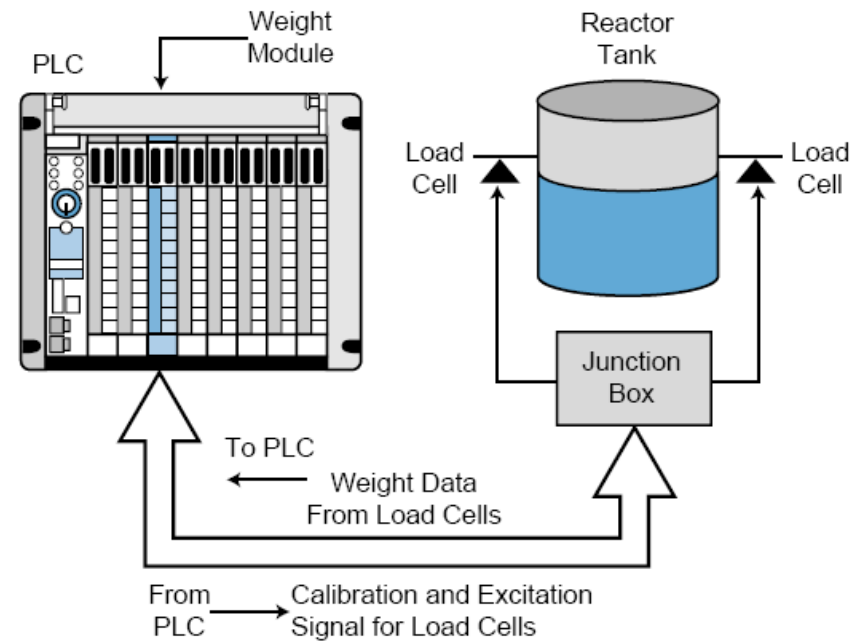 Weight
Module
PLC
Reactor
Tank
Load
Cell
Load
Cell
Junction
Box
To PLC
Weight Data
From Load Cells
From
PLC
Calibration and Excitation
Signal for Load Cells